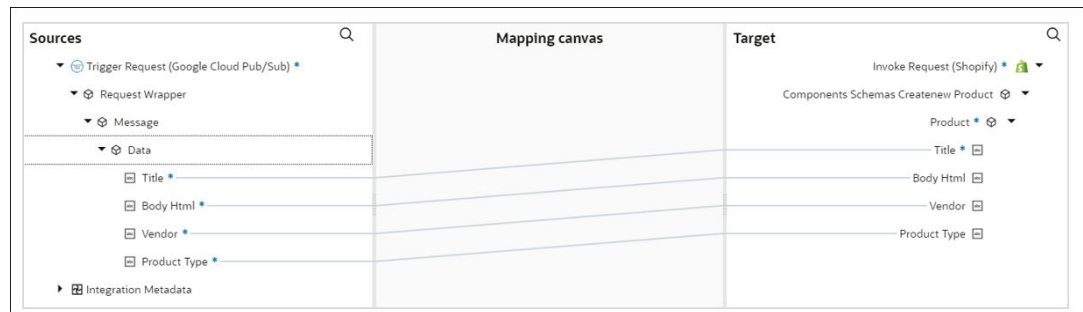 Sources
Mapping canvas
Target
Trigger Request (Google Cloud Pub/Sub) *
Invoke Request (Shopify) *
Request Wrapper
Components Schemas Createnew Product
Message
Product *
Data
Title *
Title *
Body Html *
Body Html
Vendor *
Vendor
Product Type *
Product Type
Integration Metadata